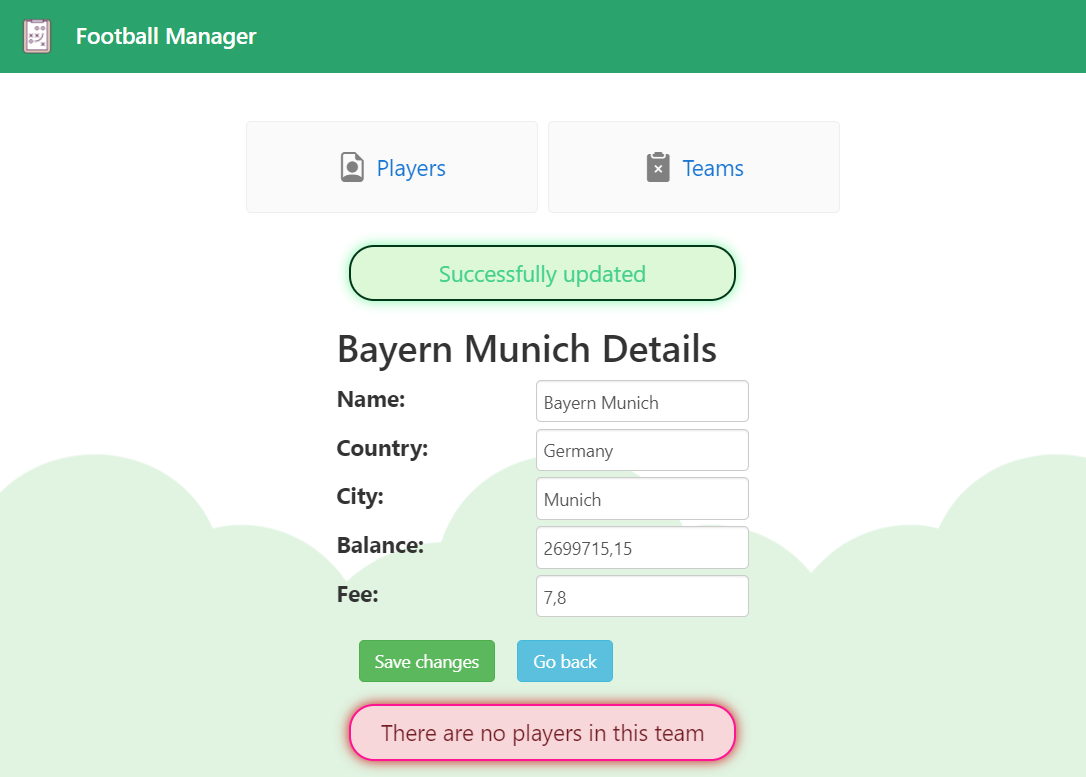 Football Manager
Players
Teams
Successfully updated
Bayern Munich Details
Name:
Bayern Munich
Country:
Germany
City:
Munich
Balance:
2699715,15
Fee:
7,8
Save changes
Go back
There are no players in this team